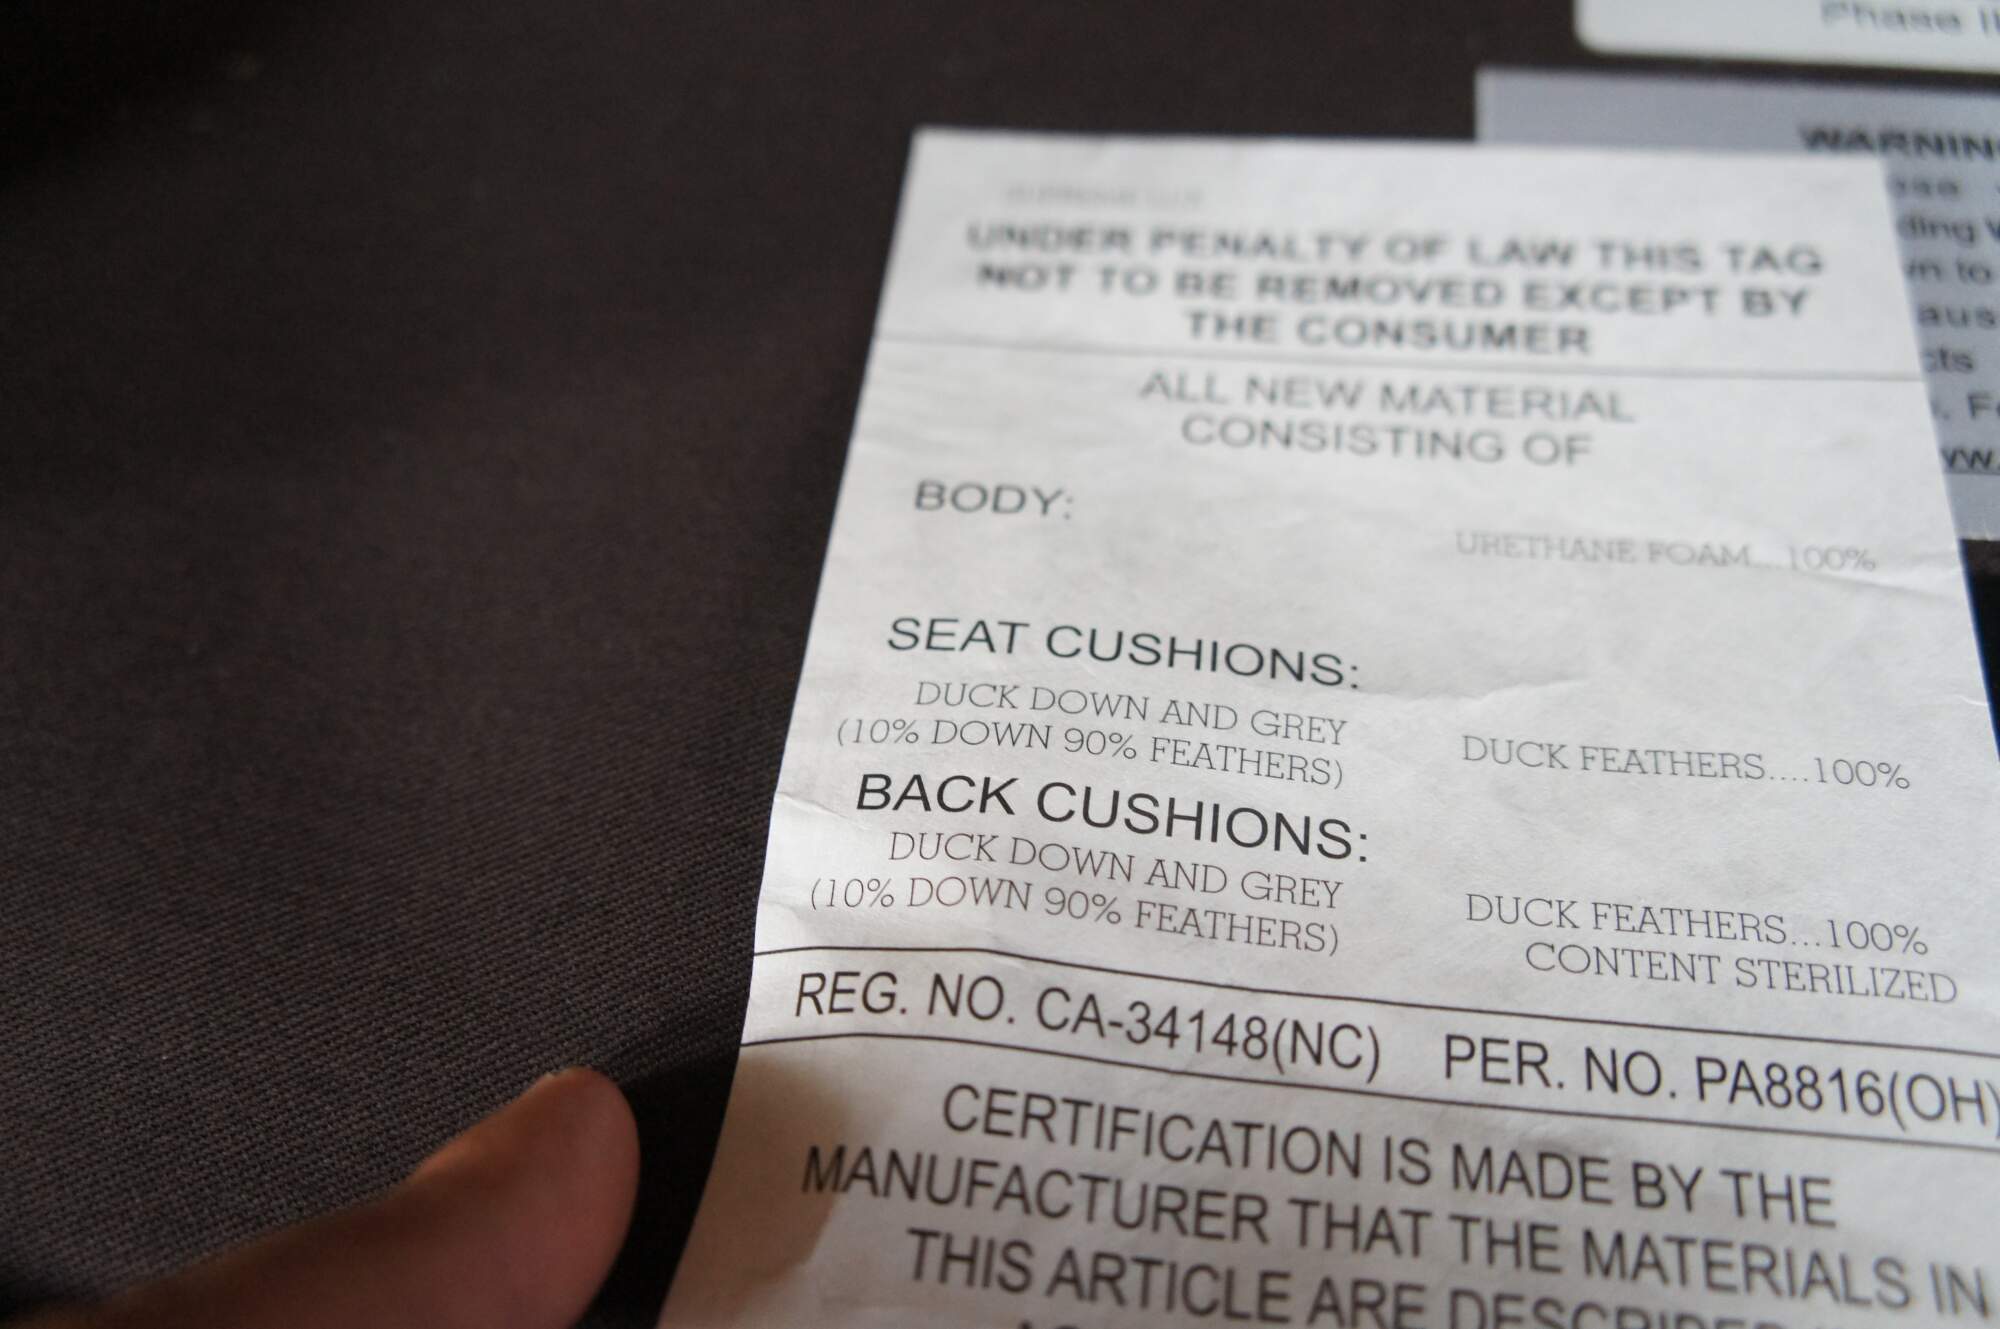 Phase II
WARNING
UNDER PENALTY OF LAW THIS TAG
NOT TO BE REMOVED EXCEPT BY
THE CONSUMER
ALL NEW MATERIAL
CONSISTING OF
BODY:
URETHANE FOAM...100%
SEAT CUSHIONS:
DUCK DOWN AND GREY
(10% DOWN 90% FEATHERS)
DUCK FEATHERS....100%
BACK CUSHIONS:
DUCK DOWN AND GREY
(10% DOWN 90% FEATHERS)
DUCK FEATHERS...100%
CONTENT STERILIZED
REG. NO. CA-34148(NC) PER. NO. PA8816(OH)
CERTIFICATION IS MADE BY THE
MANUFACTURER THAT THE MATERIALS IN
THIS ARTICLE ARE DESCRIBED